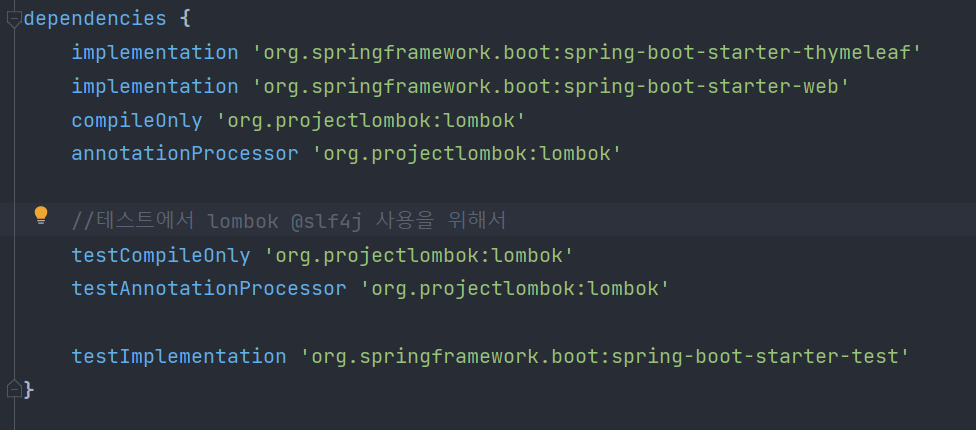 dependencies {
implementation 'org.springframework.boot:spring-boot-starter-thymeleaf'
implementation 'org.springframework.boot:spring-boot-starter-web'
compileOnly 'org.projectlombok:lombok'
annotationProcessor 'org.projectlombok:lombok'
//테스트에서 lombok @slf4j 사용을 위해서
testCompileOnly 'org.projectlombok:lombok'
testAnnotationProcessor 'org.projectlombok:lombok'
testImplementation 'org.springframework.boot:spring-boot-starter-test'
}